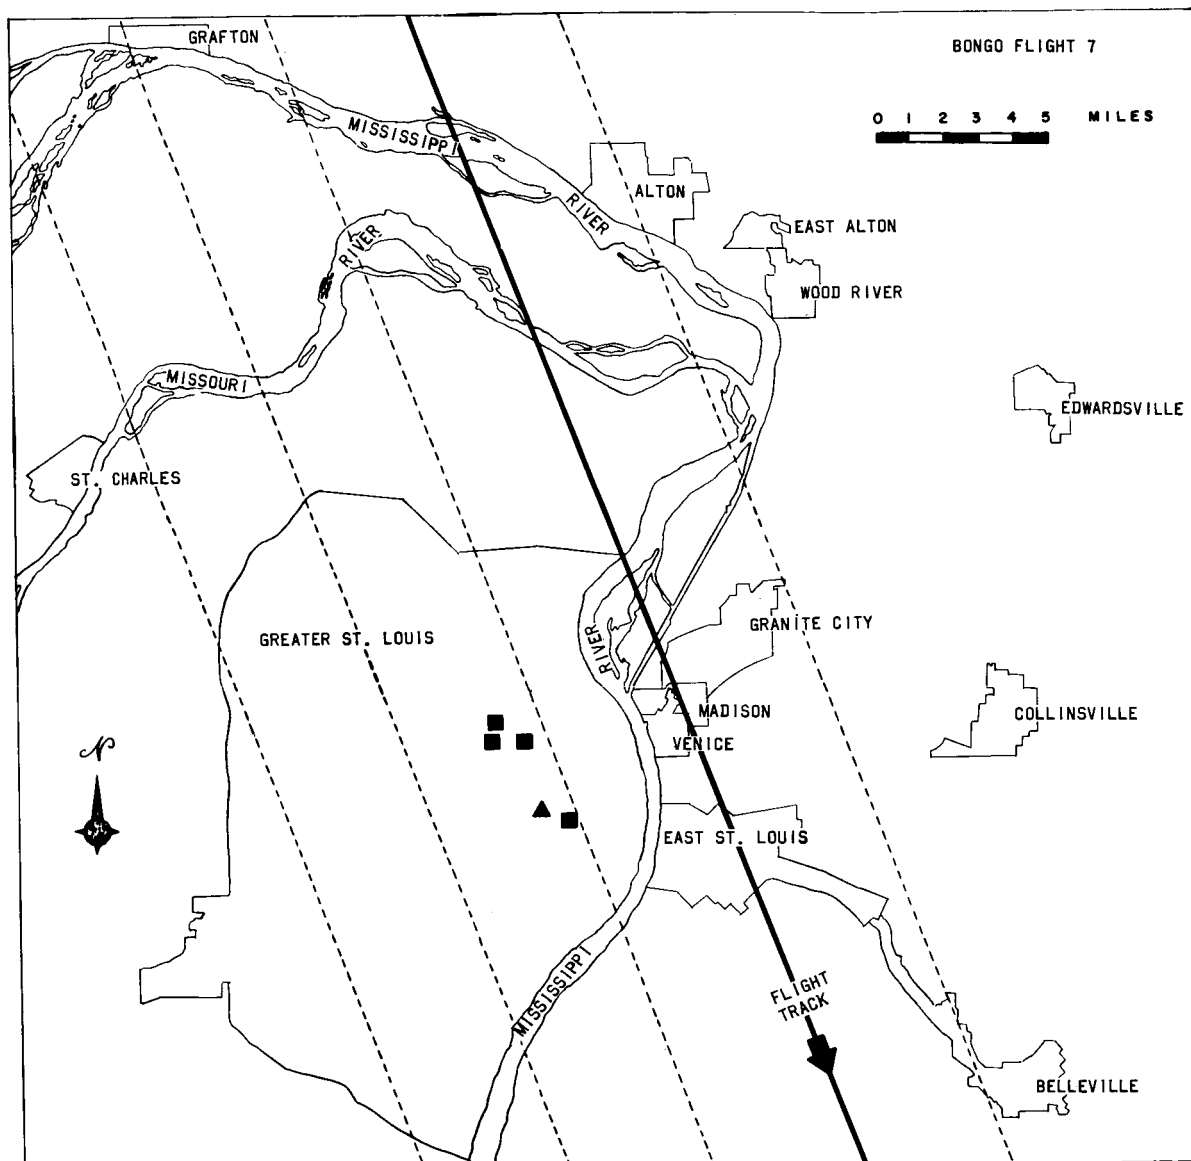 GRAFTON
BONGO FLIGHT 7
0 1 2 3 4 5 MILES
MISSISSIPPI
RIVER
ALTON
EAST ALTON
RIVER
WOOD RIVER
MISSOURI
EDWARDSVILLE
ST. CHARLES
GREATER ST. LOUIS
RIVER
GRANITE CITY
MADISON
COLLINSVILLE
VENICE
N
EAST ST. LOUIS
MISSISSIPPI
FLIGHT
TRACK
BELLEVILLE